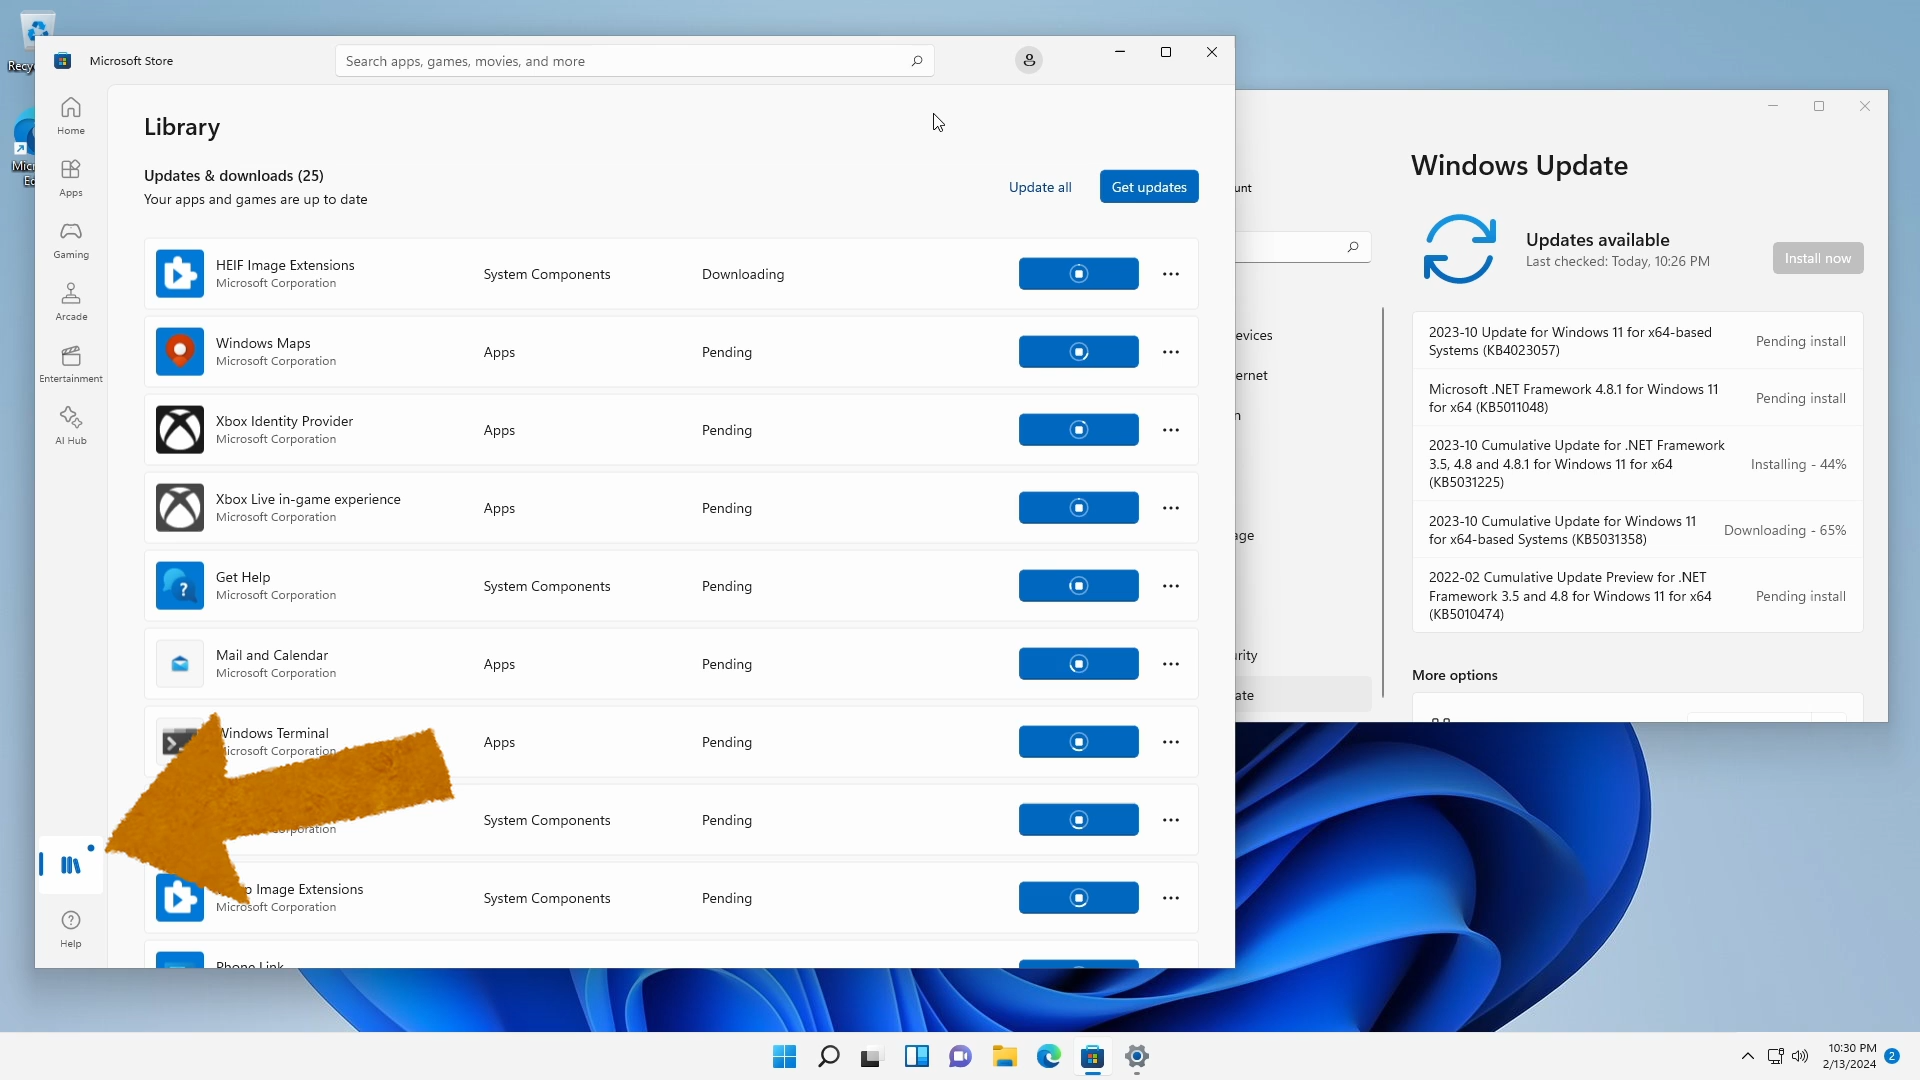 Recy
Microsoft Store
Search apps, games, movies, and more
Home
Apps
Gaming
Arcade
Entertainment
AI Hub
Help
Library
Updates & downloads (25)
Your apps and games are up to date
Update all
Get updates
HEIF Image Extensions
Microsoft Corporation
System Components
Downloading
Windows Maps
Microsoft Corporation
Apps
Pending
Xbox Identity Provider
Microsoft Corporation
Apps
Pending
Xbox Live in-game experience
Microsoft Corporation
Apps
Pending
Get Help
Microsoft Corporation
System Components
Pending
Mail and Calendar
Microsoft Corporation
Apps
Pending
Windows Terminal
Microsoft Corporation
Apps
Pending
System Components
Pending
Image Extensions
Microsoft Corporation
System Components
Pending
Phone Link
Windows Update
Updates available
Last checked: Today, 10:26 PM
Install now
2023-10 Update for Windows 11 for x64-based
Systems (KB4023057)
Pending install
Microsoft .NET Framework 4.8.1 for Windows 11
for x64 (KB5011048)
Pending install
2023-10 Cumulative Update for .NET Framework
3.5, 4.8 and 4.8.1 for Windows 11 for x64
(KB5031225)
Installing - 44%
2023-10 Cumulative Update for Windows 11
for x64-based Systems (KB5031358)
Downloading - 65%
2022-02 Cumulative Update Preview for .NET
Framework 3.5 and 4.8 for Windows 11 for x64
(KB5010474)
Pending install
More options
10:30 PM
2/13/2024
2